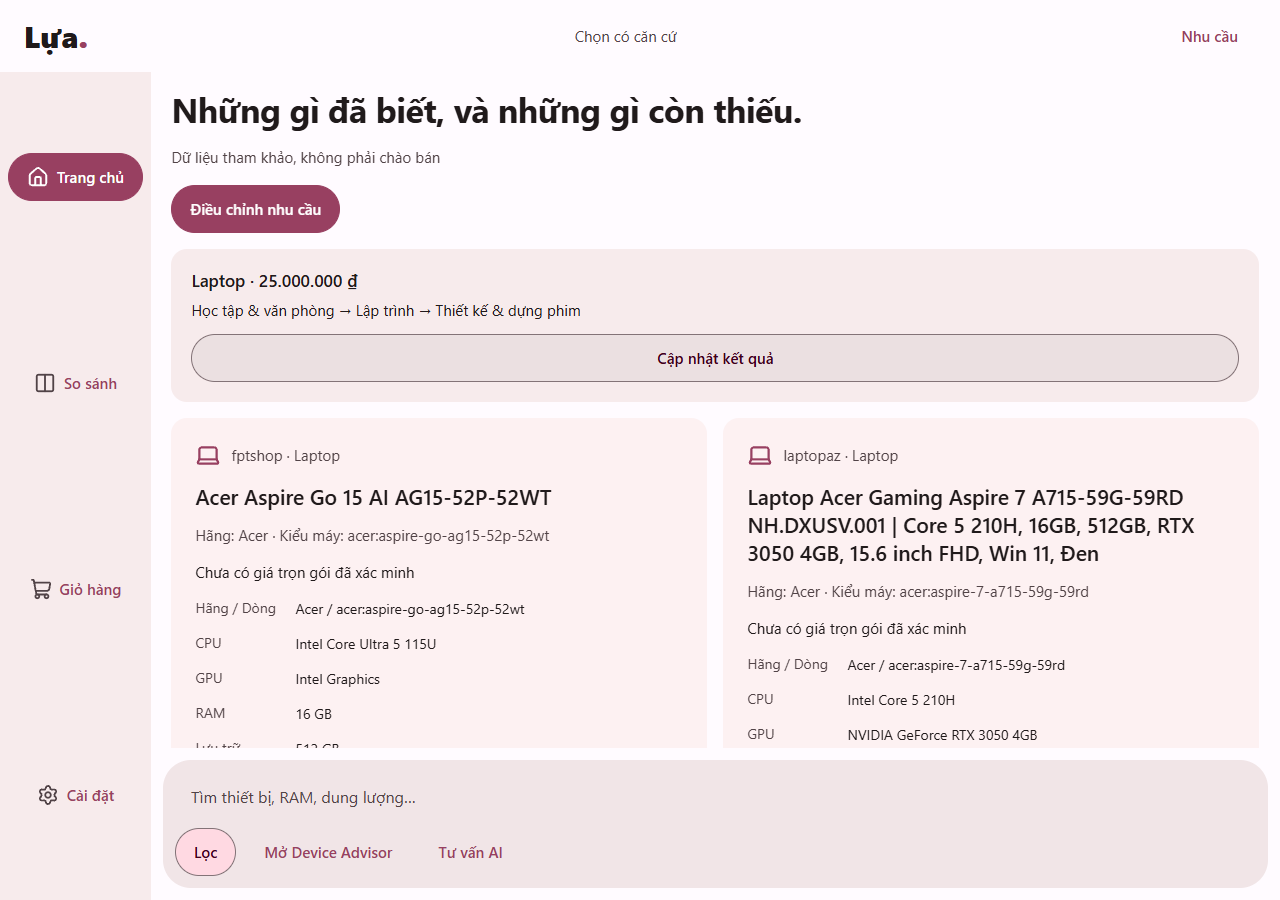 Lựa.
Chọn có căn cứ
Nhu cầu
Trang chủ
So sánh
Giỏ hàng
Cài đặt
Những gì đã biết, và những gì còn thiếu.
Dữ liệu tham khảo, không phải chào bán
Điều chỉnh nhu cầu
Laptop · 25.000.000 ₫
Học tập & văn phòng → Lập trình → Thiết kế & dựng phim
Cập nhật kết quả
fptshop · Laptop
Acer Aspire Go 15 AI AG15-52P-52WT
Hãng: Acer · Kiểu máy: acer:aspire-go-ag15-52p-52wt
Chưa có giá trọn gói đã xác minh
Hãng / Dòng Acer / acer:aspire-go-ag15-52p-52wt
CPU Intel Core Ultra 5 115U
GPU Intel Graphics
RAM 16 GB
Lưu trữ 512 GB
laptopaz · Laptop
Laptop Acer Gaming Aspire 7 A715-59G-59RD
NH.DXUSV.001 | Core 5 210H, 16GB, 512GB, RTX
3050 4GB, 15.6 inch FHD, Win 11, Đen
Hãng: Acer · Kiểu máy: acer:aspire-7-a715-59g-59rd
Chưa có giá trọn gói đã xác minh
Hãng / Dòng Acer / acer:aspire-7-a715-59g-59rd
CPU Intel Core 5 210H
GPU NVIDIA GeForce RTX 3050 4GB
Tìm thiết bị, RAM, dung lượng...
Lọc
Mở Device Advisor
Tư vấn AI